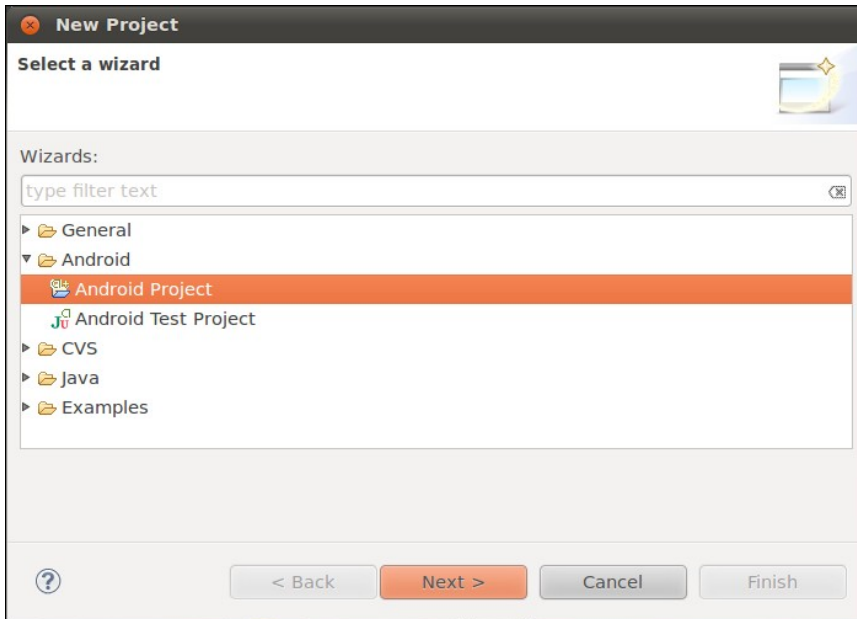 New Project
Select a wizard
Wizards:
type filter text
General
Android
Android Project
Android Test Project
CVS
Java
Examples
? < Back Next > Cancel Finish